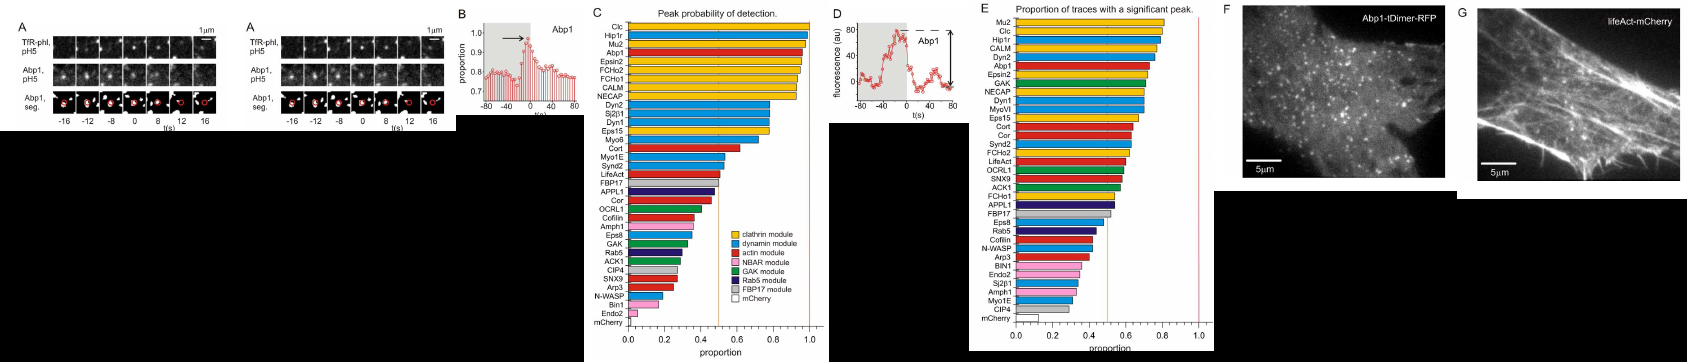 A
1μm
TfR-phl,
pH5
Abp1,
pH5
Abp1,
seg.
-16 -12 -8 -4 0 8 12 16
t(s)
A
1μm
TfR-phl,
pH5
Abp1,
pH5
Abp1,
seg.
-16 -12 -8 -4 0 8 12 16
t(s)
B
Abp1
proportion
1.0
0.9
0.8
0.7
-80 -40 0 40 80
t(s)
C
Peak probability of detection.
Clc
Hip1r
Mu2
Abp1
Epsin2
FCHo2
FCHo1
CALM
NECAP
Dyn2
Sj2β1
Dyn1
Eps15
Myo6
Cort
Myo1E
Synd2
LifeAct
FBP17
APPL1
Cor
OCRL1
Cofilin
Amph1
Eps8
GAK
Rab5
ACK1
CIP4
SNX9
Arp3
N-WASP
Bin1
Endo2
mCherry
clathrin module
dynamin module
actin module
NBAR module
GAK module
Rab5 module
FBP17 module
mCherry
0.0 0.2 0.4 0.6 0.8 1.0
proportion
D
Abp1
fluorescence (au)
80
40
0
-80 -40 0 40 80
t(s)
E
Proportion of traces with a significant peak.
Mu2
Clc
Hip1r
CALM
Dyn2
Abp1
Epsin2
GAK
NECAP
Dyn1
MyoVI
Eps15
Cort
Cor
Synd2
FCHo2
LifeAct
OCRL1
SNX9
ACK1
FCHo1
APPL1
FBP17
Eps8
Rab5
Cofilin
N-WASP
Arp3
BIN1
Endo2
Sj2β1
Amph1
Myo1E
CIP4
mCherry
0.0 0.2 0.4 0.6 0.8 1.0
proportion
F
Abp1-tDimer-RFP
5μm
G
lifeAct-mCherry
5μm